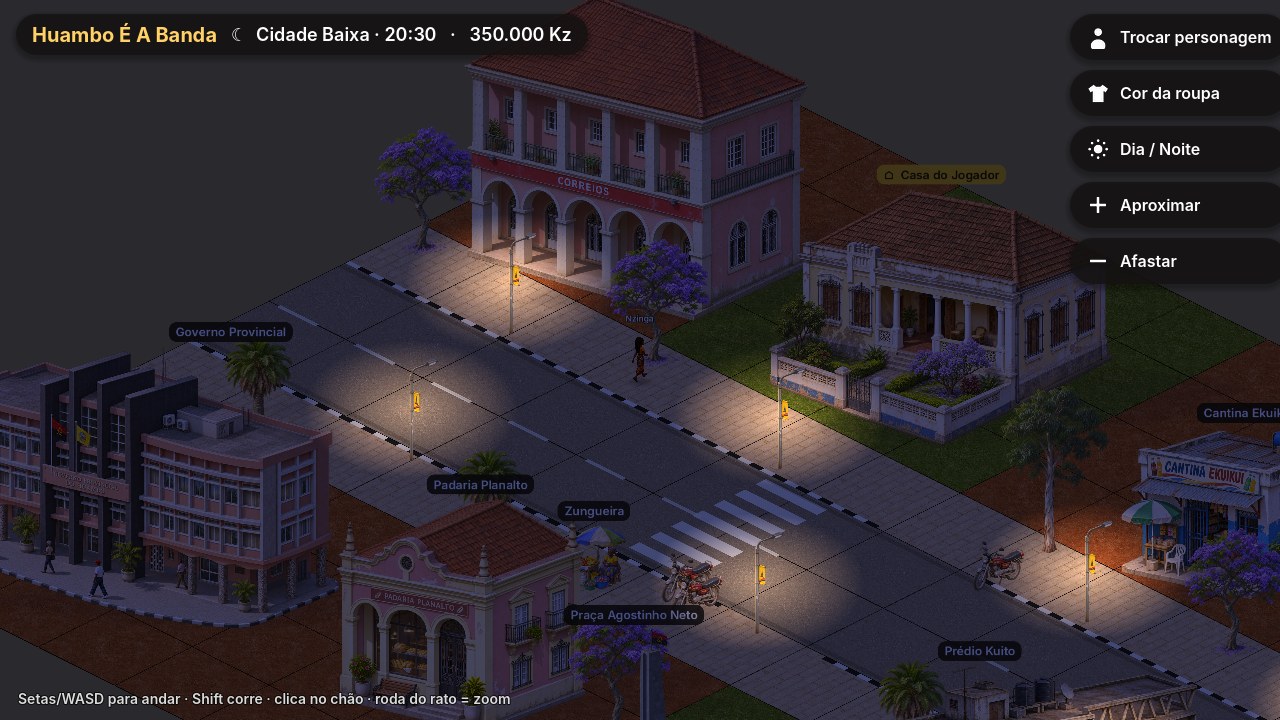 Huambo É A Banda ☾ Cidade Baixa · 20:30 · 350.000 Kz
Trocar personagem
Cor da roupa
Dia / Noite
Aproximar
Afastar
CORREIOS
Casa do Jogador
Nzinga
Governo Provincial
Cantina Ekuik
CANTINA EKUIKUI
Padaria Planalto
Zungueira
PADARIA PLANALTO
Praça Agostinho Neto
Prédio Kuito
Setas/WASD para andar · Shift corre · clica no chão · roda do rato = zoom